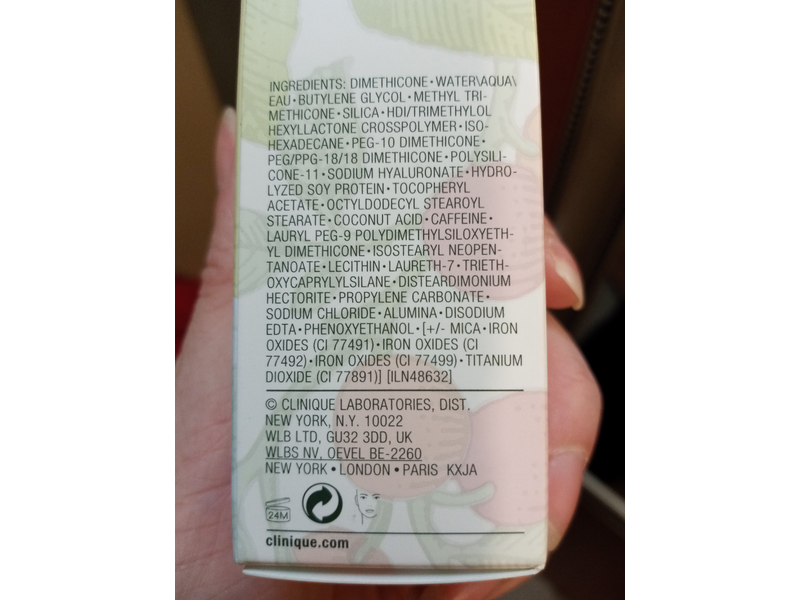 INGREDIENTS: DIMETHICONE•WATER\AQUA\
EAU•BUTYLENE GLYCOL•METHYL TRI-
METHICONE•SILICA•HDI/TRIMETHYLOL
HEXYLLACTONE CROSSPOLYMER•ISO-
HEXADECANE•PEG-10 DIMETHICONE•
PEG/PPG-18/18 DIMETHICONE•POLYSILI-
CONE-11•SODIUM HYALURONATE•HYDRO-
LYZED SOY PROTEIN•TOCOPHERYL
ACETATE•OCTYLDODECYL STEAROYL
STEARATE•COCONUT ACID•CAFFEINE•
LAURYL PEG-9 POLYDIMETHYLSILOXYETH-
YL DIMETHICONE•ISOSTEARYL NEOPEN-
TANOATE•LECITHIN•LAURETH-7•TRIETH-
OXYCAPRYLYLSILANE•DISTEARDIMONIUM
HECTORITE•PROPYLENE CARBONATE•
SODIUM CHLORIDE•ALUMINA•DISODIUM
EDTA•PHENOXYETHANOL•[+/- MICA•IRON
OXIDES (CI 77491)•IRON OXIDES (CI
77492)•IRON OXIDES (CI 77499)•TITANIUM
DIOXIDE (CI 77891)] [ILN48632]
© CLINIQUE LABORATORIES, DIST.
NEW YORK, N.Y. 10022
WLB LTD, GU32 3DD, UK
WLBS NV, OEVEL BE-2260
NEW YORK•LONDON•PARIS KXJA
24M
clinique.com